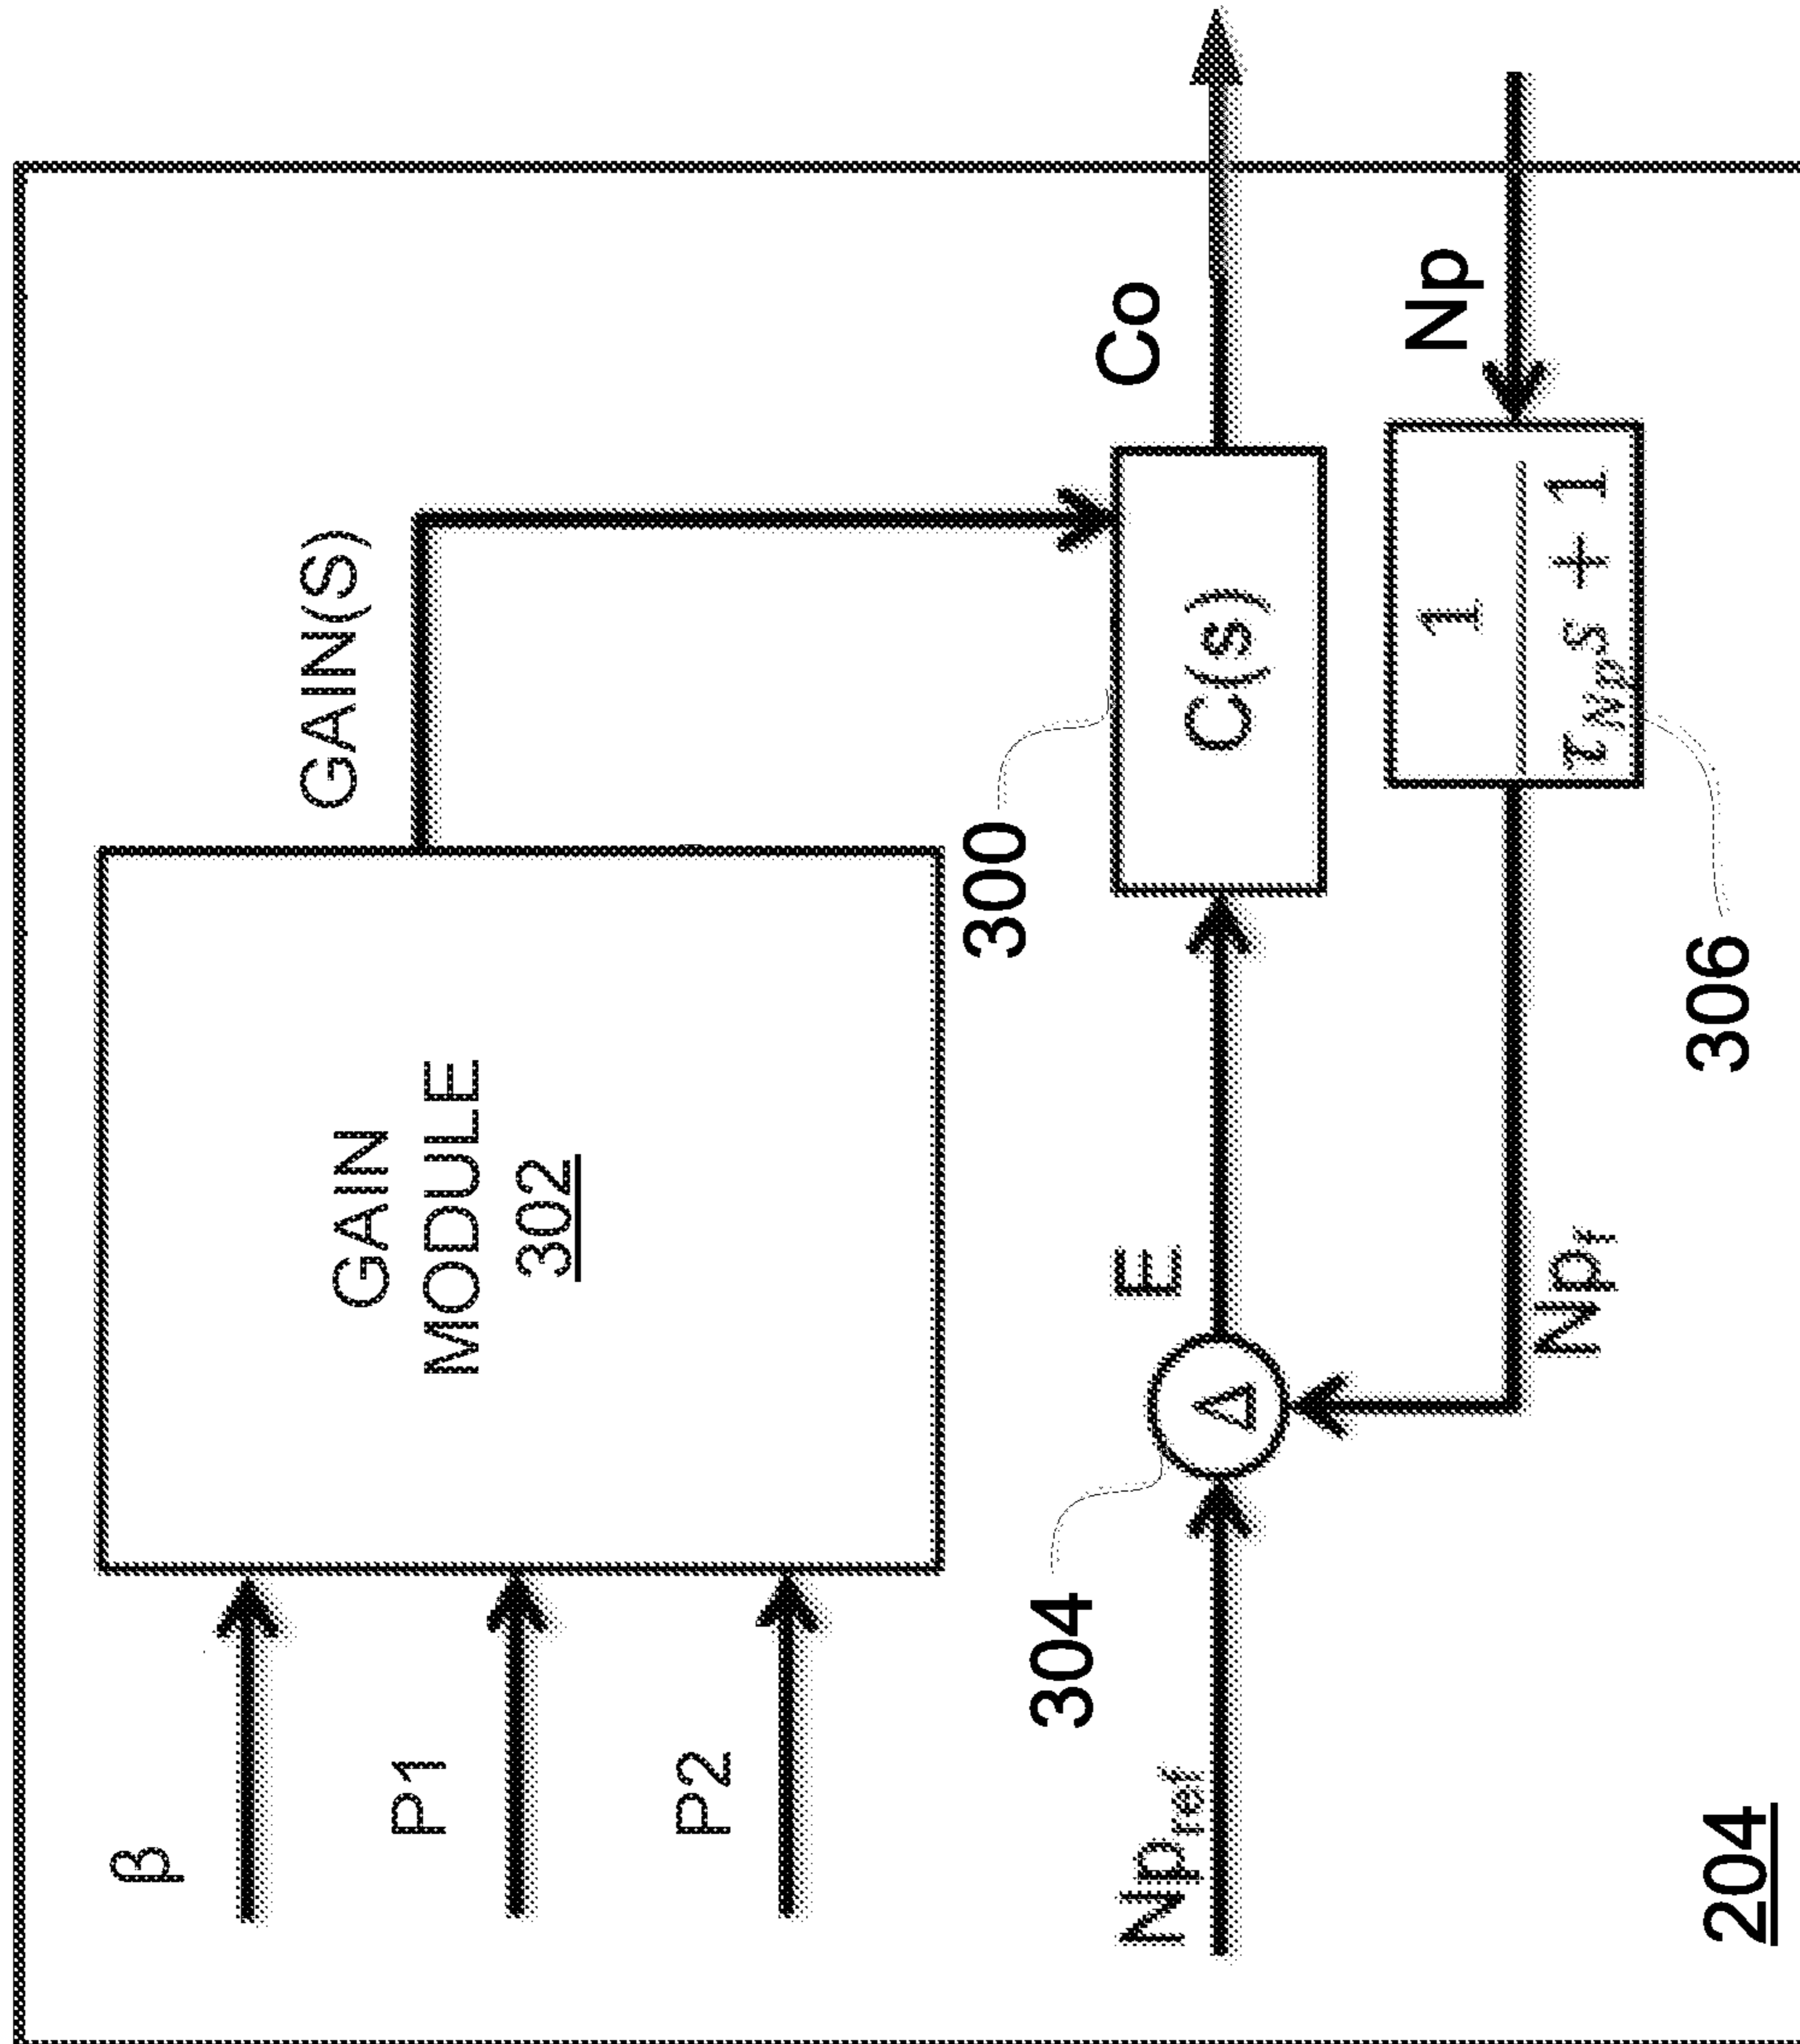 β
P1
P2
GAIN
MODULE
302
GAIN(S)
300
304
Np_ref
Δ
E
C(s)
Co
Np_f
1
τ_Np s + 1
Np
306
204